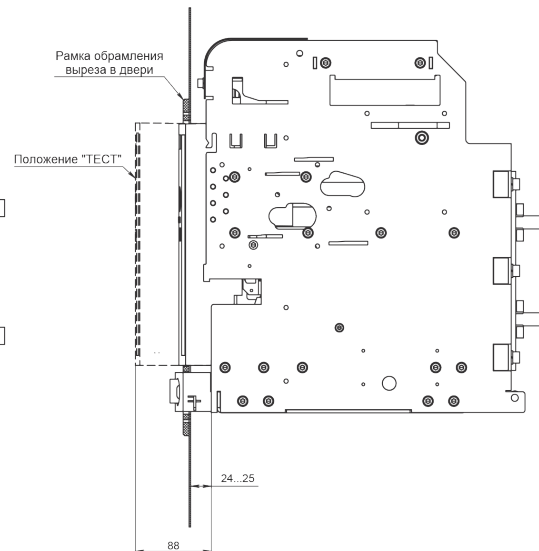 Рамка обрамления
выреза в двери
Положение "ТЕСТ"
24...25
88